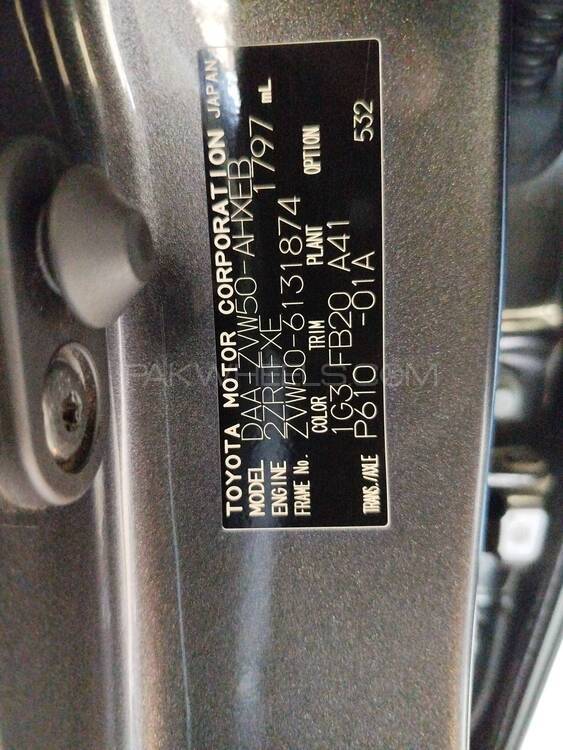 TOYOTA MOTOR CORPORATION JAPAN
MODEL DAA-ZVW50-AHXEB
ENGINE 2ZR-FXE 1797 mL
FRAME No. ZVW50-6131874
COLOR TRIM PLANT OPTION
1G3 FB20 A41
TRANS./AXLE P610 -01A 532
PAKWHEELS.COM